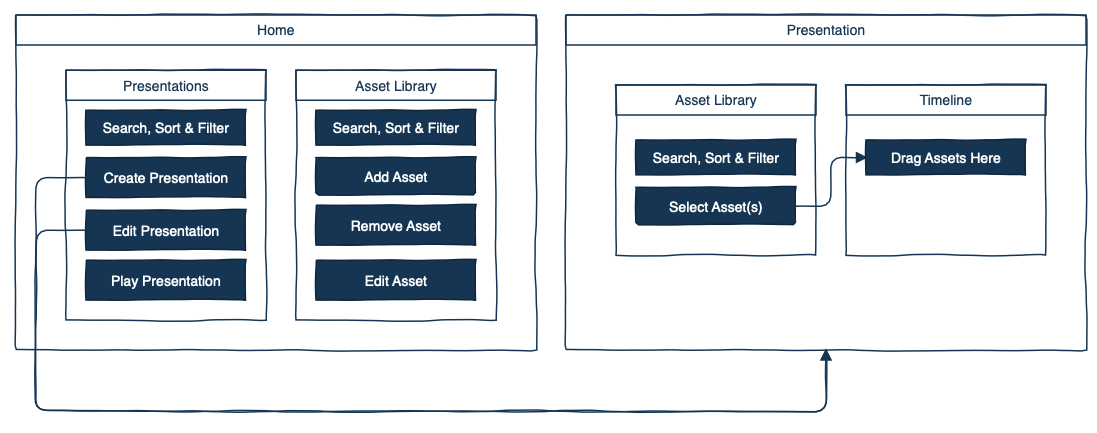 Home
Presentations
Search, Sort & Filter
Create Presentation
Edit Presentation
Play Presentation
Asset Library
Search, Sort & Filter
Add Asset
Remove Asset
Edit Asset
Presentation
Asset Library
Search, Sort & Filter
Select Asset(s)
Timeline
Drag Assets Here